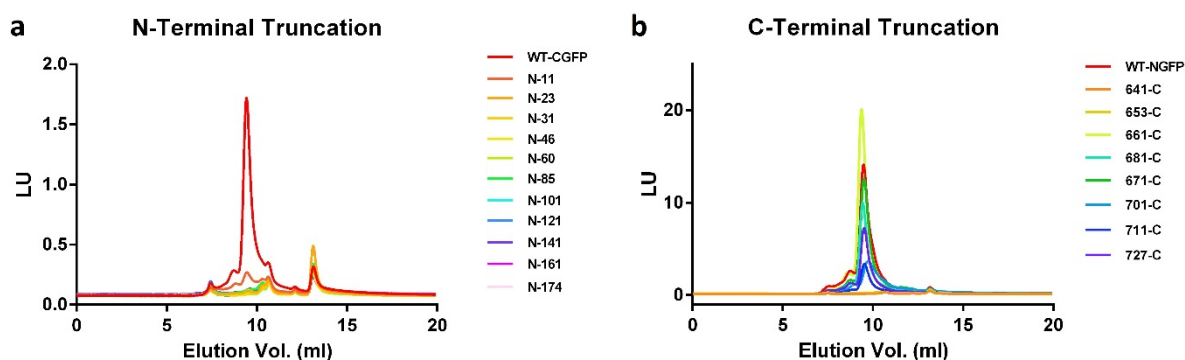 a
N-Terminal Truncation
LU
2.0
1.5
1.0
0.5
0.0
0
5
10
15
20
Elution Vol. (ml)
WT-CGFP
N-11
N-23
N-31
N-46
N-60
N-85
N-101
N-121
N-141
N-161
N-174
b
C-Terminal Truncation
LU
20
10
0
0
5
10
15
20
Elution Vol. (ml)
WT-NGFP
641-C
653-C
661-C
681-C
671-C
701-C
711-C
727-C